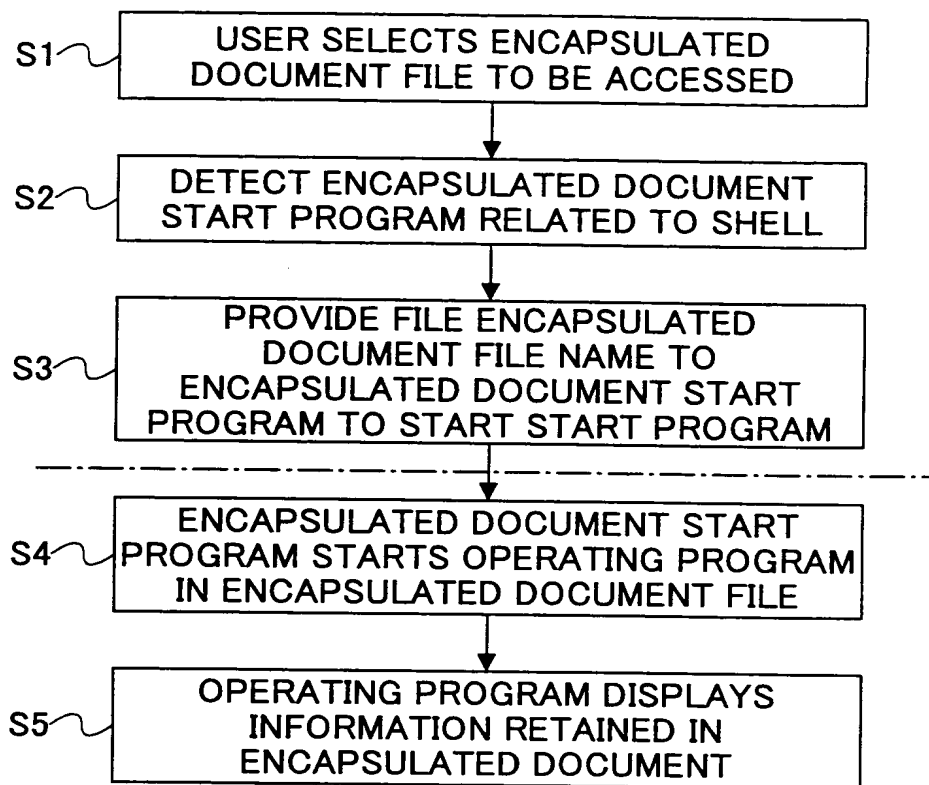 S1
USER SELECTS ENCAPSULATED
DOCUMENT FILE TO BE ACCESSED
S2
DETECT ENCAPSULATED DOCUMENT
START PROGRAM RELATED TO SHELL
S3
PROVIDE FILE ENCAPSULATED
DOCUMENT FILE NAME TO
ENCAPSULATED DOCUMENT START
PROGRAM TO START START PROGRAM
S4
ENCAPSULATED DOCUMENT START
PROGRAM STARTS OPERATING PROGRAM
IN ENCAPSULATED DOCUMENT FILE
S5
OPERATING PROGRAM DISPLAYS
INFORMATION RETAINED IN
ENCAPSULATED DOCUMENT